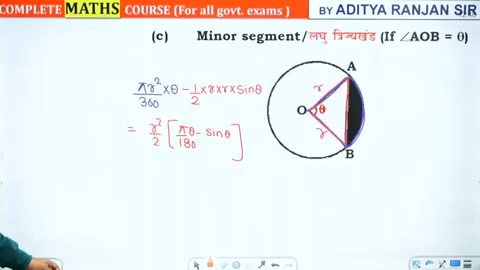 COMPLETE MATHS COURSE (For all govt. exams) BY ADITYA RANJAN SIR
(c) Minor segment/लघु त्रिज्यखंड (If ∠AOB = θ)
πr²/360 × θ - 1/2 × r × r × sinθ
= r²/2 [πθ/180 - sinθ]
A
r
O θ
r
B